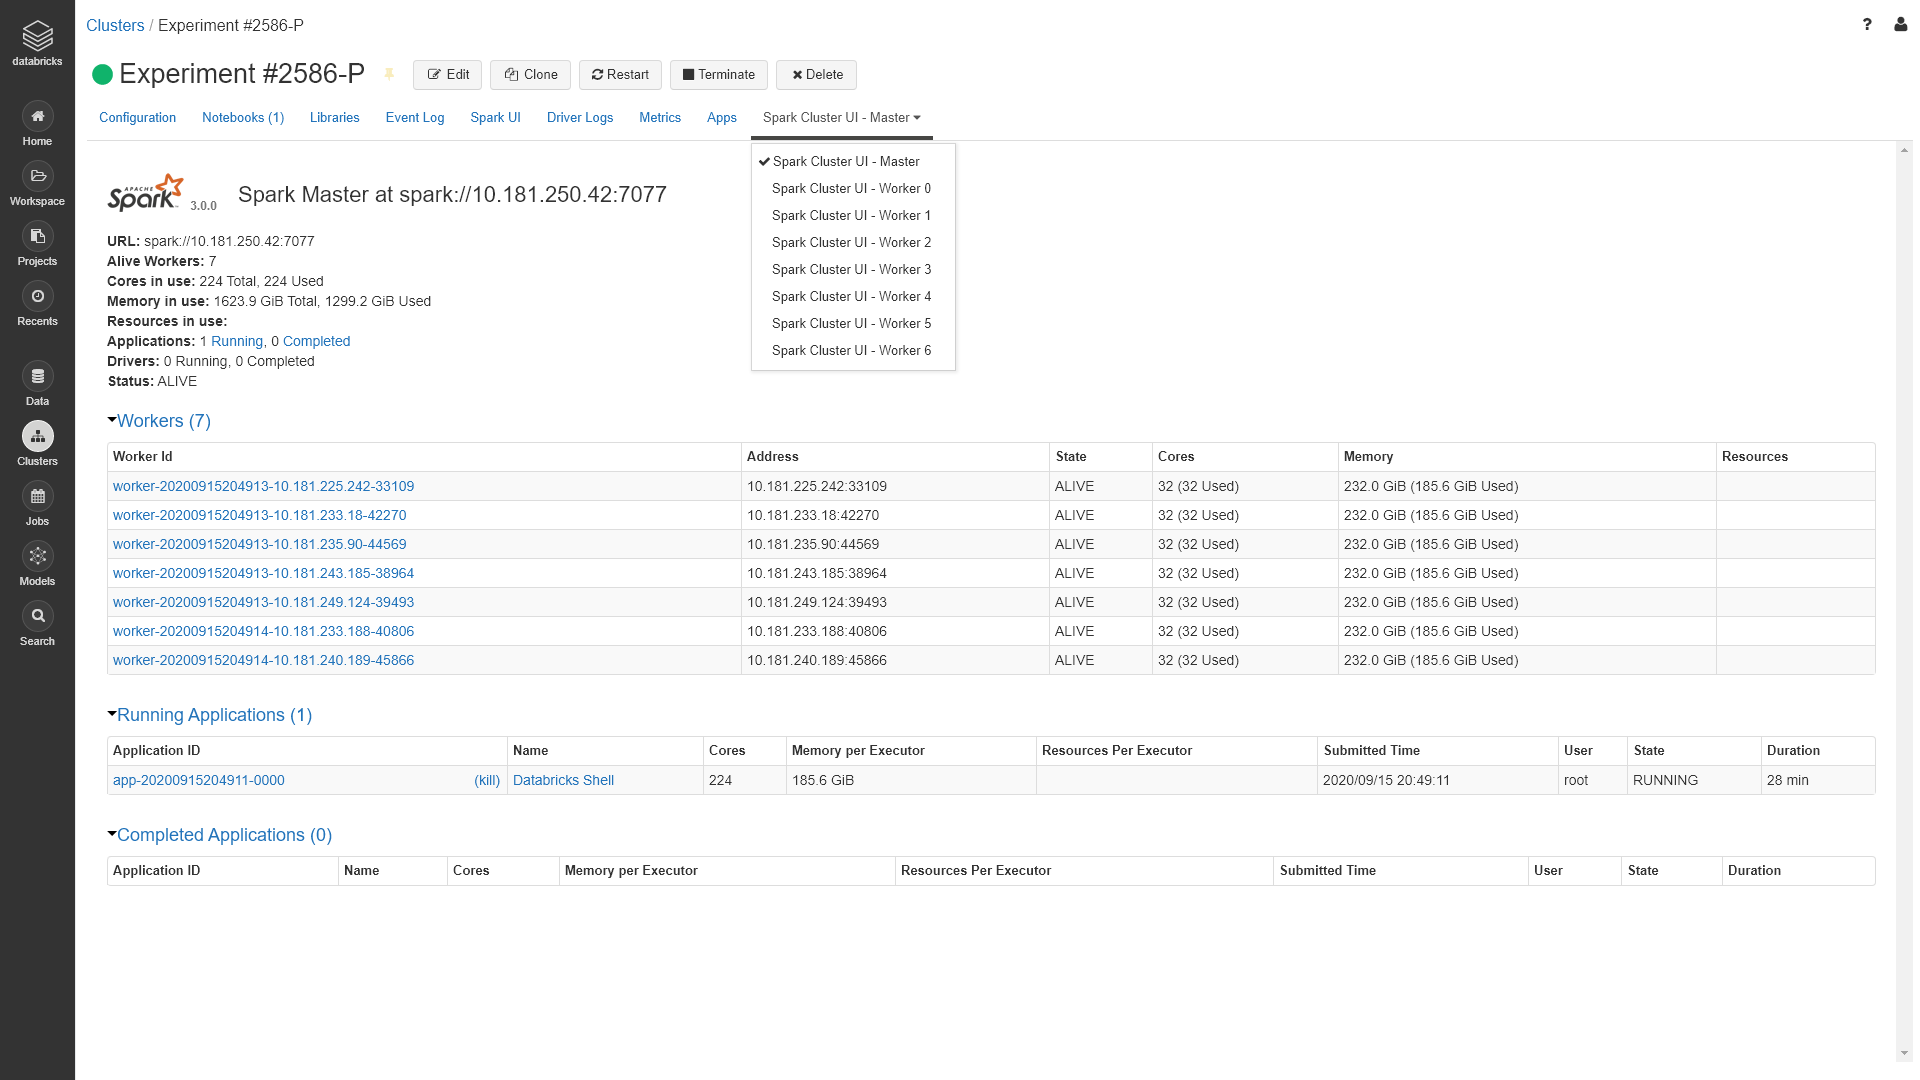 databricks
Home
Workspace
Projects
Recents
Data
Clusters
Jobs
Models
Search
Clusters / Experiment #2586-P
?
Experiment #2586-P Edit Clone Restart Terminate Delete
Configuration Notebooks (1) Libraries Event Log Spark UI Driver Logs Metrics Apps Spark Cluster UI - Master
Spark Cluster UI - Master
Spark Cluster UI - Worker 0
Spark Cluster UI - Worker 1
Spark Cluster UI - Worker 2
Spark Cluster UI - Worker 3
Spark Cluster UI - Worker 4
Spark Cluster UI - Worker 5
Spark Cluster UI - Worker 6
APACHE
Spark 3.0.0 Spark Master at spark://10.181.250.42:7077
URL: spark://10.181.250.42:7077
Alive Workers: 7
Cores in use: 224 Total, 224 Used
Memory in use: 1623.9 GiB Total, 1299.2 GiB Used
Resources in use:
Applications: 1 Running, 0 Completed
Drivers: 0 Running, 0 Completed
Status: ALIVE
Workers (7)
Worker Id Address State Cores Memory Resources
worker-20200915204913-10.181.225.242-33109 10.181.225.242:33109 ALIVE 32 (32 Used) 232.0 GiB (185.6 GiB Used)
worker-20200915204913-10.181.233.18-42270 10.181.233.18:42270 ALIVE 32 (32 Used) 232.0 GiB (185.6 GiB Used)
worker-20200915204913-10.181.235.90-44569 10.181.235.90:44569 ALIVE 32 (32 Used) 232.0 GiB (185.6 GiB Used)
worker-20200915204913-10.181.243.185-38964 10.181.243.185:38964 ALIVE 32 (32 Used) 232.0 GiB (185.6 GiB Used)
worker-20200915204913-10.181.249.124-39493 10.181.249.124:39493 ALIVE 32 (32 Used) 232.0 GiB (185.6 GiB Used)
worker-20200915204914-10.181.233.188-40806 10.181.233.188:40806 ALIVE 32 (32 Used) 232.0 GiB (185.6 GiB Used)
worker-20200915204914-10.181.240.189-45866 10.181.240.189:45866 ALIVE 32 (32 Used) 232.0 GiB (185.6 GiB Used)
Running Applications (1)
Application ID Name Cores Memory per Executor Resources Per Executor Submitted Time User State Duration
app-20200915204911-0000 (kill) Databricks Shell 224 185.6 GiB 2020/09/15 20:49:11 root RUNNING 28 min
Completed Applications (0)
Application ID Name Cores Memory per Executor Resources Per Executor Submitted Time User State Duration